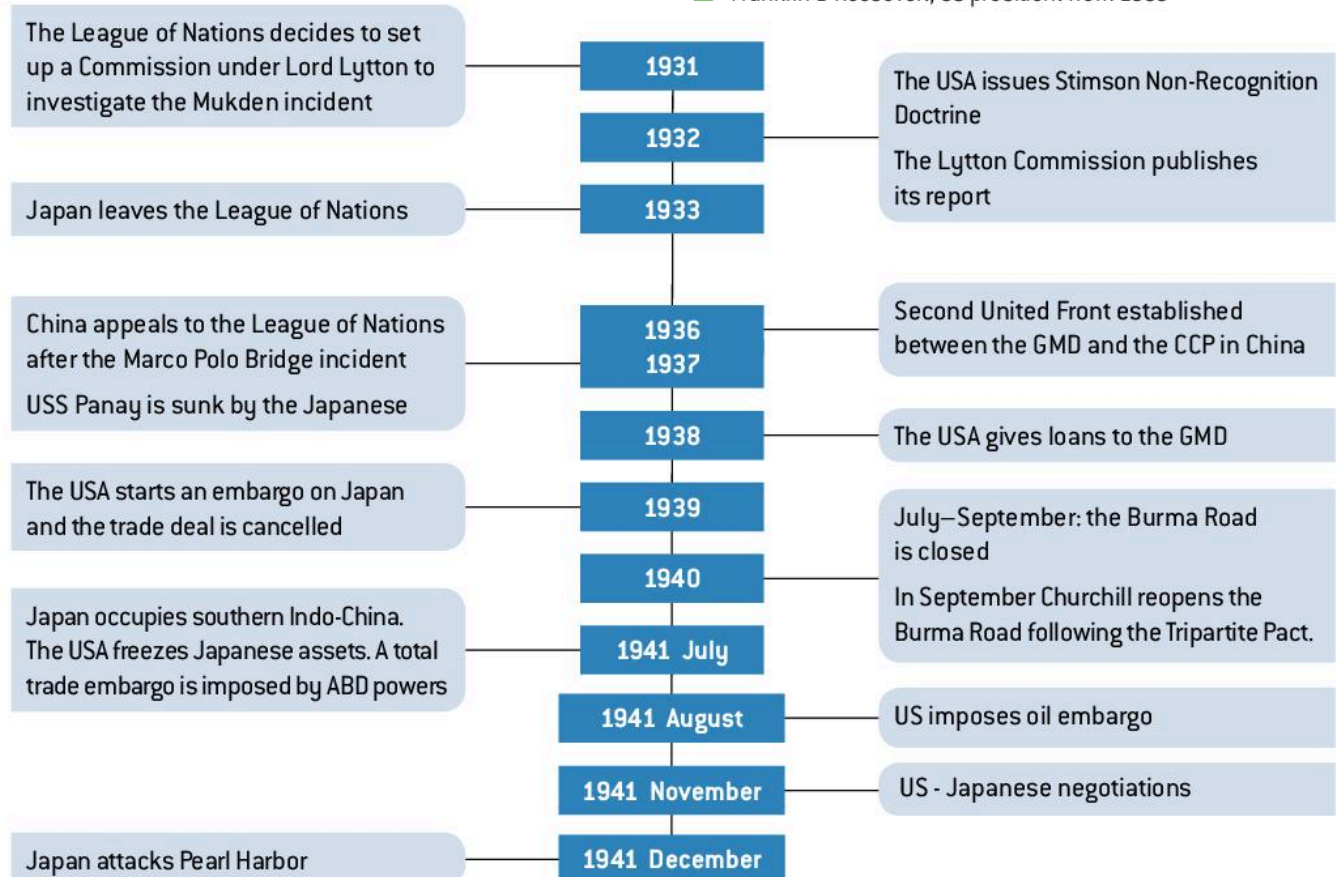 The League of Nations decides to set
up a Commission under Lord Lytton to
investigate the Mukden incident
1931
1932
The USA issues Stimson Non-Recognition
Doctrine
The Lytton Commission publishes
its report
Japan leaves the League of Nations
1933
1936
Second United Front established
between the GMD and the CCP in China
China appeals to the League of Nations
after the Marco Polo Bridge incident
USS Panay is sunk by the Japanese
1937
1938
The USA gives loans to the GMD
The USA starts an embargo on Japan
and the trade deal is cancelled
1939
1940
July–September: the Burma Road
is closed
In September Churchill reopens the
Burma Road following the Tripartite Pact.
Japan occupies southern Indo-China.
The USA freezes Japanese assets. A total
trade embargo is imposed by ABD powers
1941 July
1941 August
US imposes oil embargo
1941 November
US - Japanese negotiations
Japan attacks Pearl Harbor
1941 December